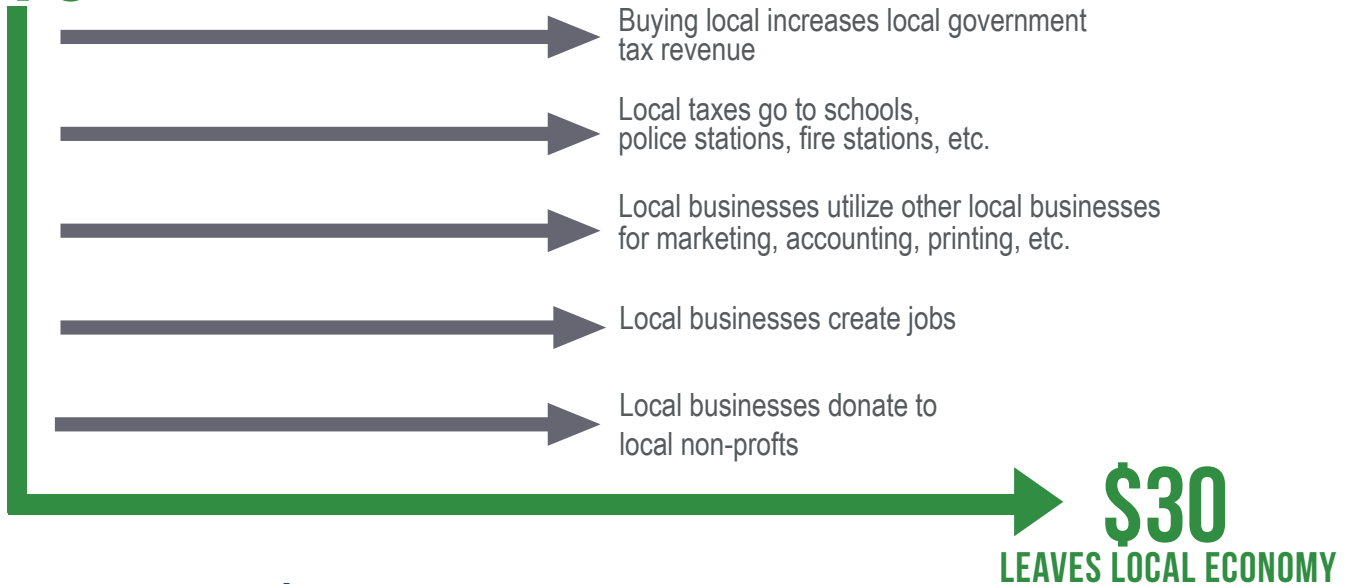 Buying local increases local government
tax revenue
Local taxes go to schools,
police stations, fire stations, etc.
Local businesses utilize other local businesses
for marketing, accounting, printing, etc.
Local businesses create jobs
Local businesses donate to
local non-profts
$30
LEAVES LOCAL ECONOMY